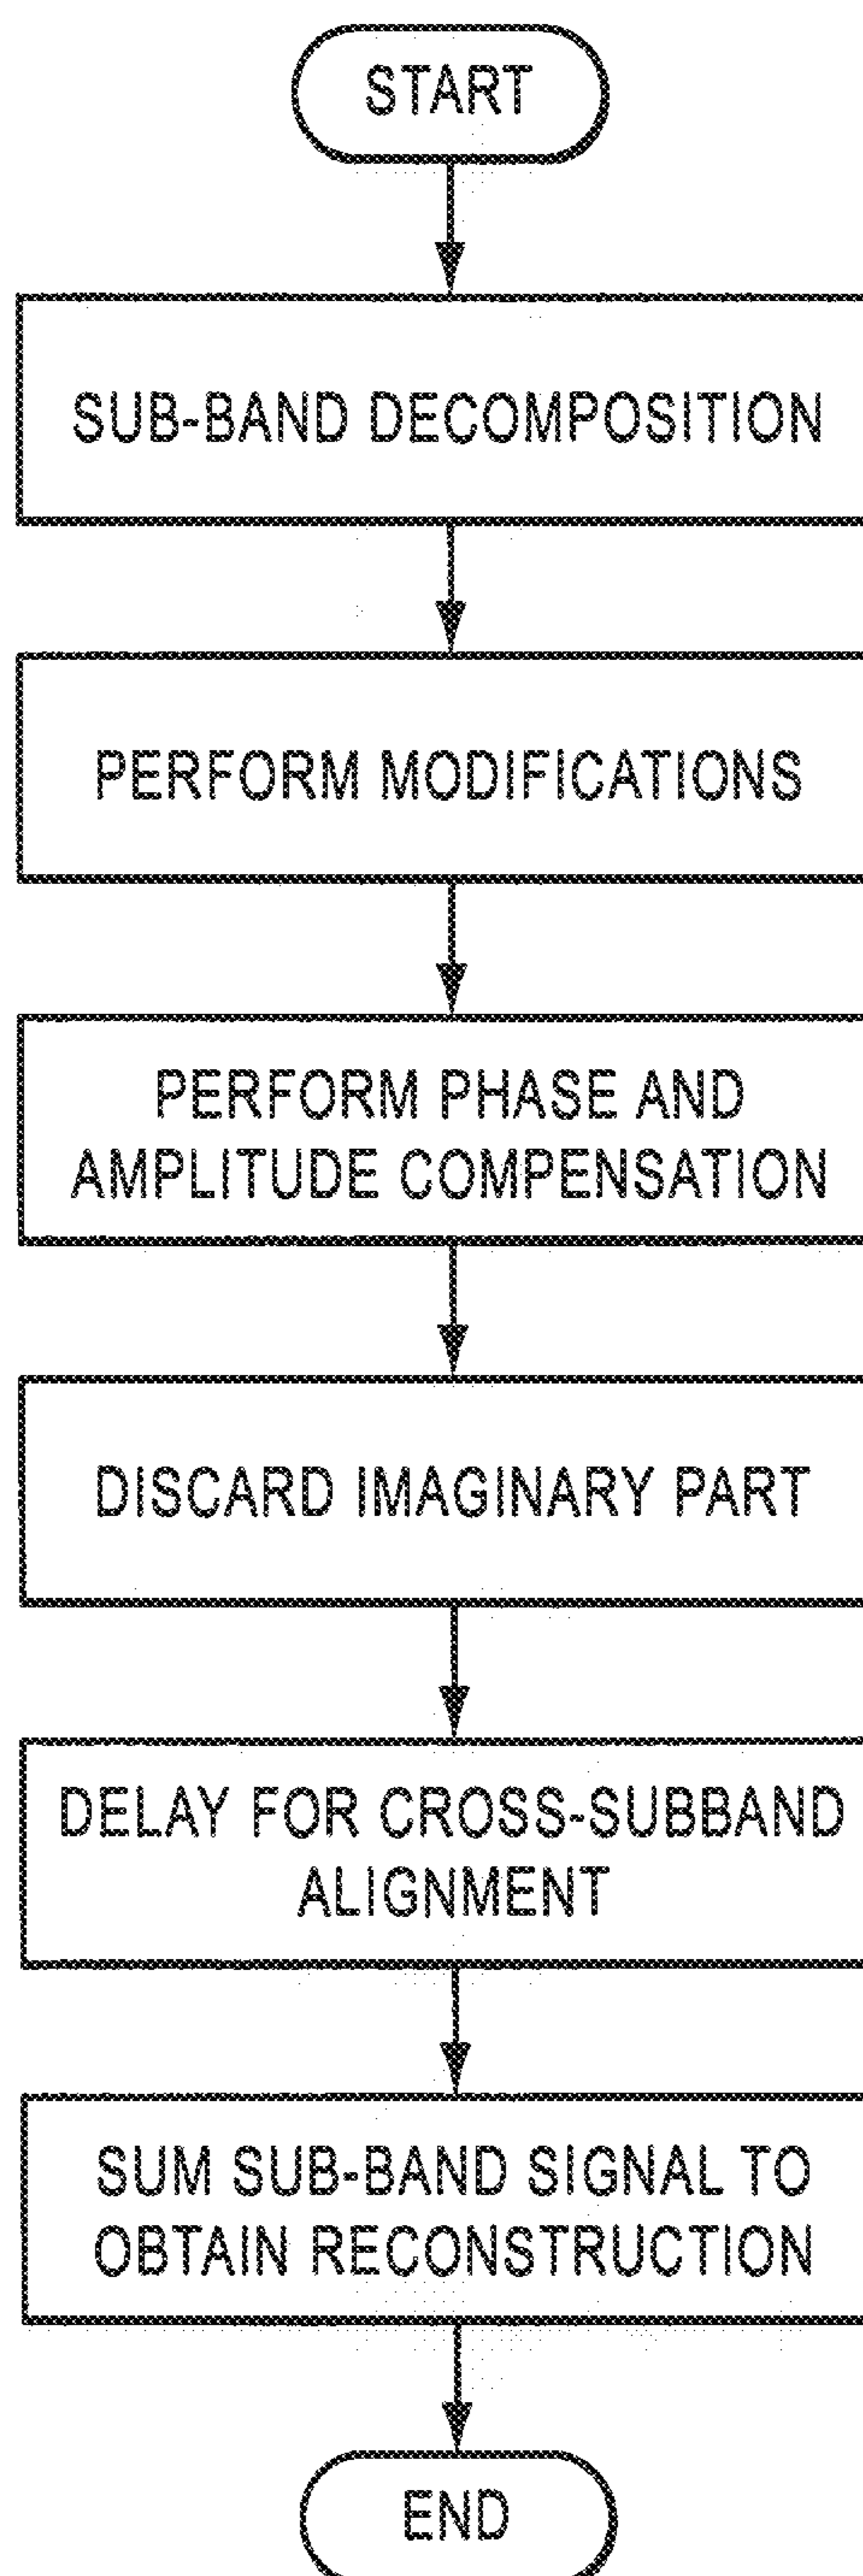 START
SUB-BAND DECOMPOSITION
PERFORM MODIFICATIONS
PERFORM PHASE AND
AMPLITUDE COMPENSATION
DISCARD IMAGINARY PART
DELAY FOR CROSS-SUBBAND
ALIGNMENT
SUM SUB-BAND SIGNAL TO
OBTAIN RECONSTRUCTION
END